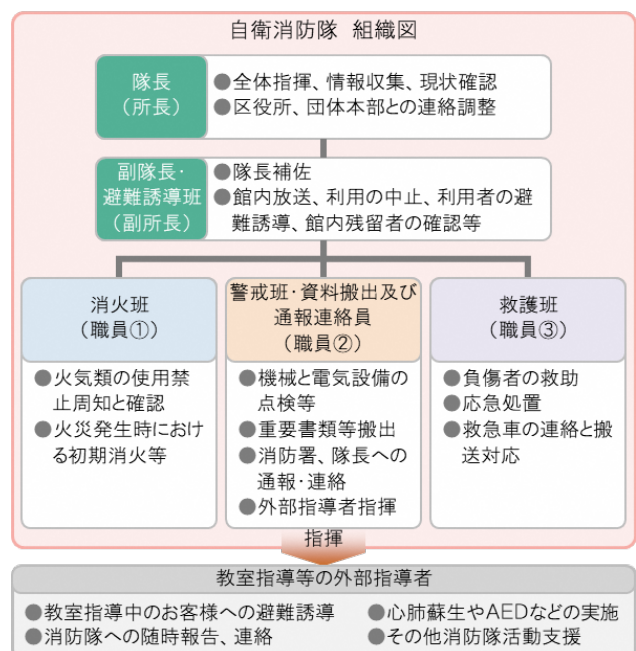 自衛消防隊 組織図
隊長
（所長）
●全体指揮、情報収集、現状確認
●区役所、団体本部との連絡調整
副隊長・
避難誘導班
（副所長）
●隊長補佐
●館内放送、利用の中止、利用者の避
難誘導、館内残留者の確認等
消火班
（職員①）
●火気類の使用禁
止周知と確認
●火災発生時におけ
る初期消火等
警戒班・資料搬出及び
通報連絡員
（職員②）
●機械と電気設備の
点検等
●重要書類等搬出
●消防署、隊長への
通報・連絡
●外部指導者指揮
救護班
（職員③）
●負傷者の救助
●応急処置
●救急車の連絡と搬
送対応
指揮
教室指導等の外部指導者
●教室指導中のお客様への避難誘導
●消防隊への随時報告、連絡
●心肺蘇生やAEDなどの実施
●その他消防隊活動支援